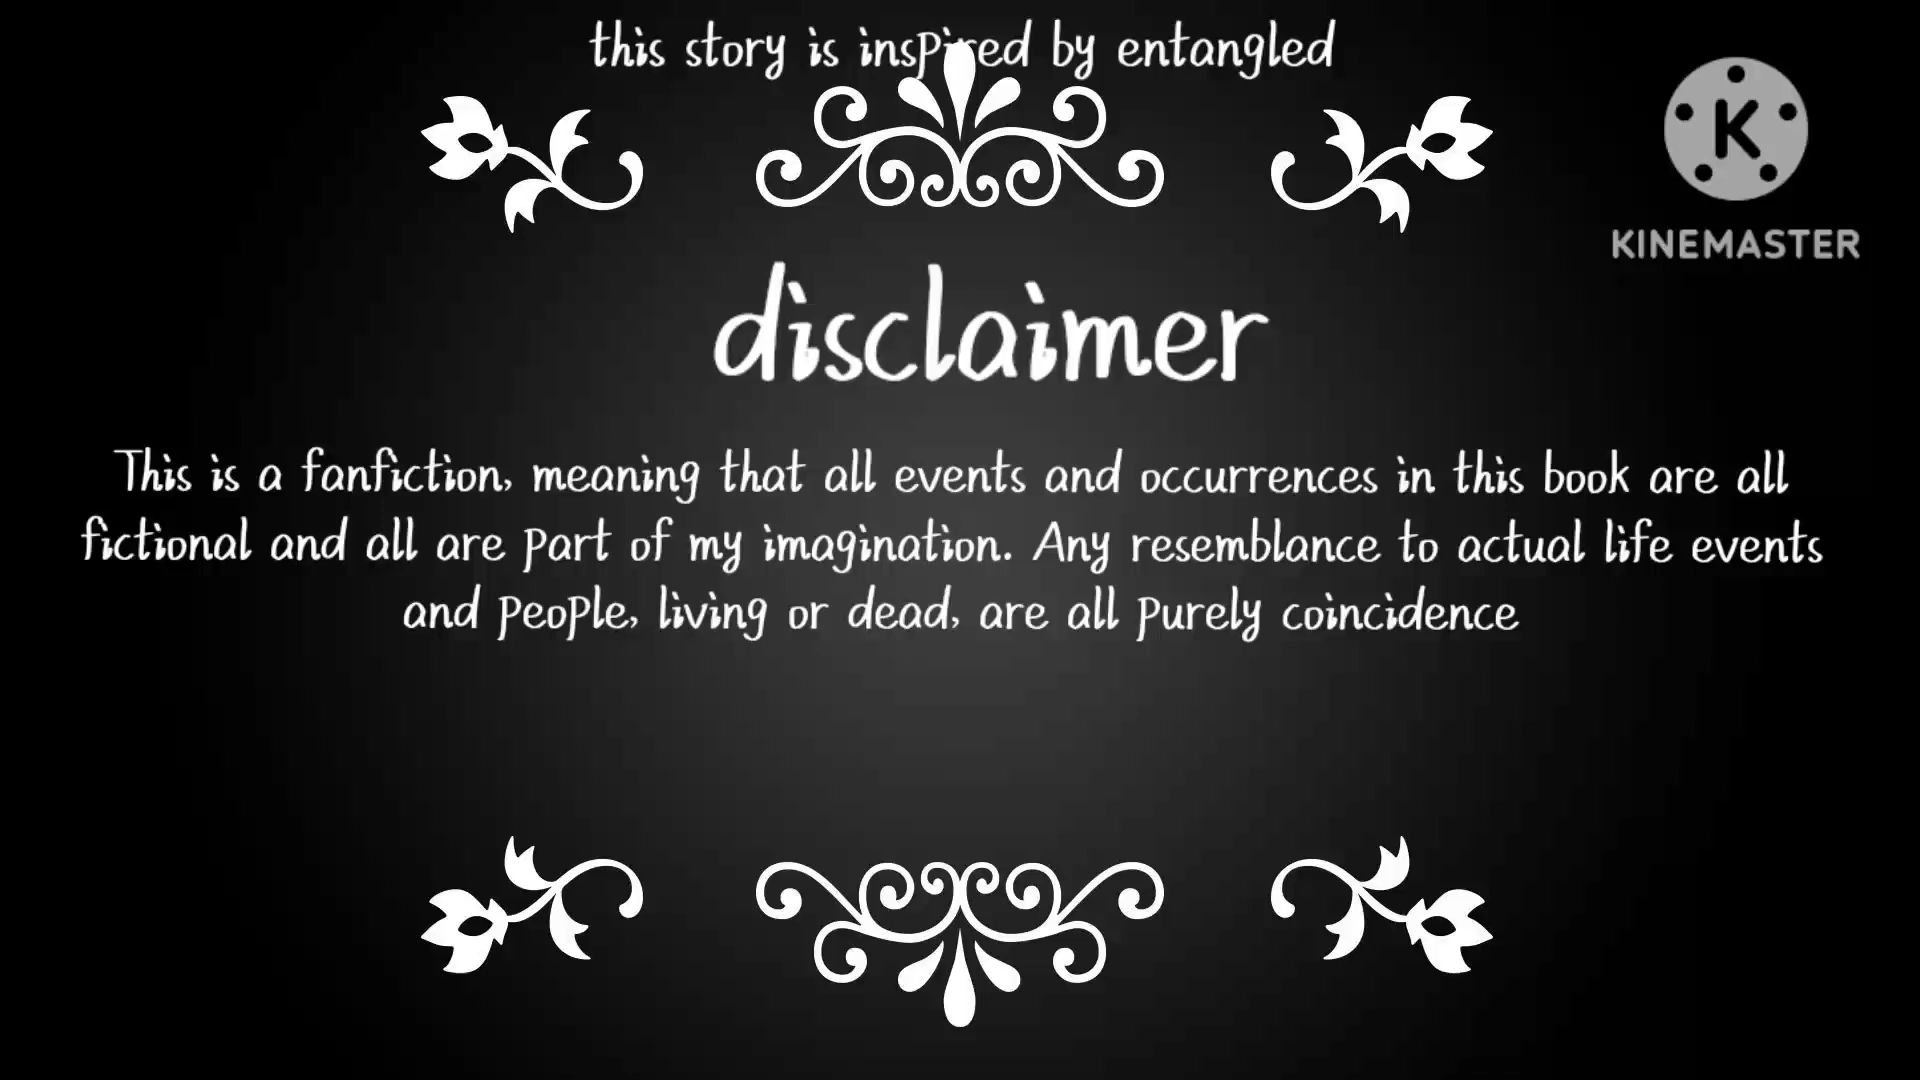 this story is inspired by entangled
K
KINEMASTER
disclaimer
This is a fanfiction, meaning that all events and occurrences in this book are all
fictional and all are part of my imagination. Any resemblance to actual life events
and people, living or dead, are all purely coincidence